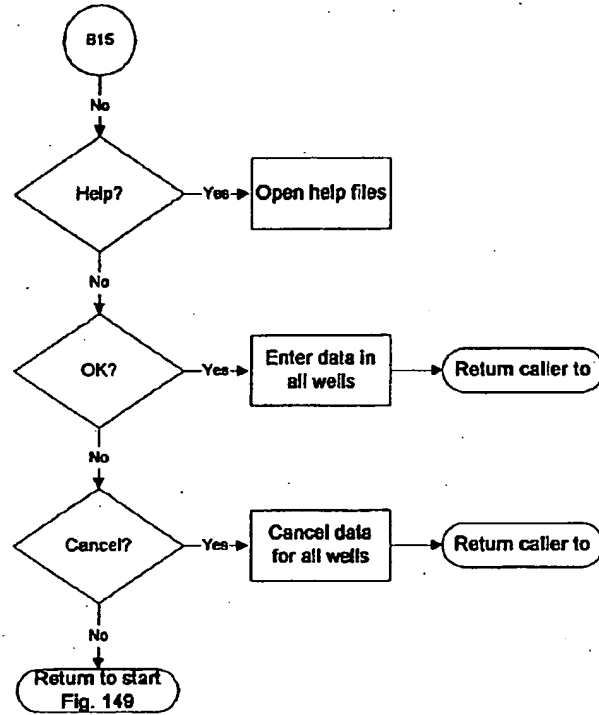 B15
No
Help?
Yes
Open help files
No
OK?
Yes
Enter data in
all wells
Return caller to
No
Cancel?
Yes
Cancel data
for all wells
Return caller to
No
Return to start
Fig. 149